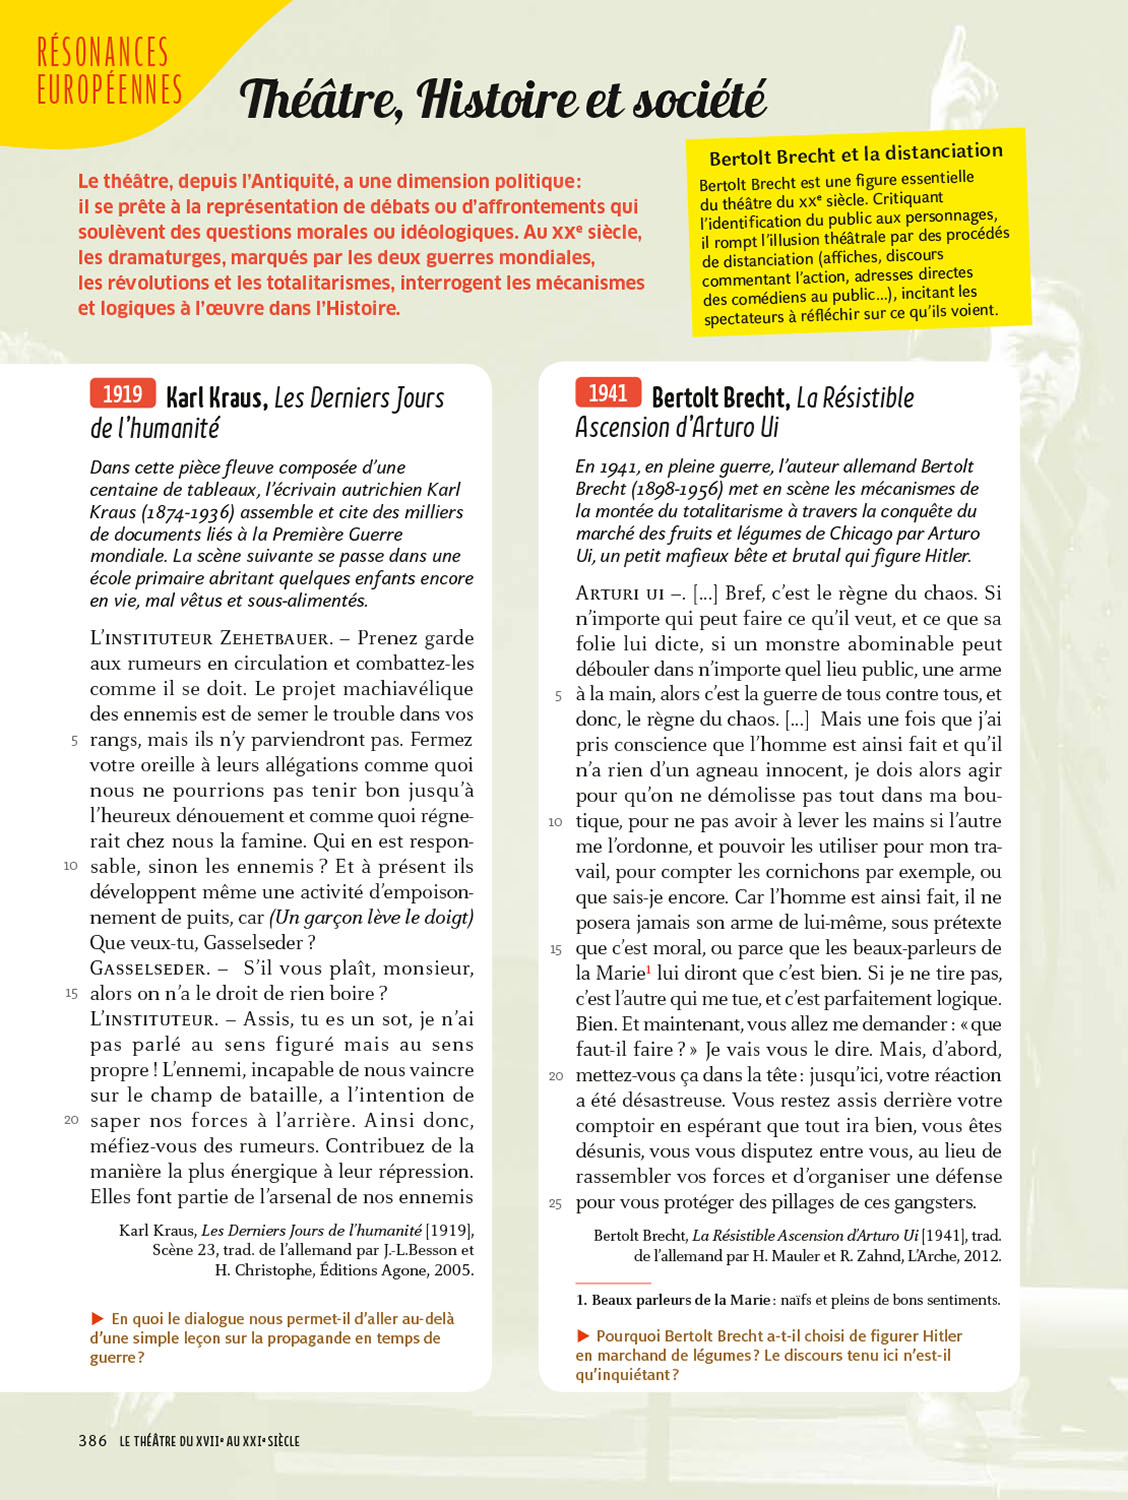 RÉSONANCES
EUROPÉENNES
Théâtre, Histoire et société
Le théâtre, depuis l'Antiquité, a une dimension politique :
il se prête à la représentation de débats ou d'affrontements qui
soulèvent des questions morales ou idéologiques. Au XXe siècle,
les dramaturges, marqués par les deux guerres mondiales,
les révolutions et les totalitarismes, interrogent les mécanismes
et logiques à l'œuvre dans l'Histoire.
Bertolt Brecht et la distanciation
Bertolt Brecht est une figure essentielle
du théâtre du XXe siècle. Critiquant
l'identification du public aux personnages,
il rompt l'illusion théâtrale par des procédés
de distanciation (affiches, discours
commentant l'action, adresses directes
des comédiens au public...), incitant les
spectateurs à réfléchir sur ce qu'ils voient.
1919 Karl Kraus, Les Derniers Jours
de l'humanité
Dans cette pièce fleuve composée d'une
centaine de tableaux, l'écrivain autrichien Karl
Kraus (1874-1936) assemble et cite des milliers
de documents liés à la Première Guerre
mondiale. La scène suivante se passe dans une
école primaire abritant quelques enfants encore
en vie, mal vêtus et sous-alimentés.
L'INSTITUTEUR ZEHETBAUER. – Prenez garde
aux rumeurs en circulation et combattez-les
comme il se doit. Le projet machiavélique
des ennemis est de semer le trouble dans vos
5 rangs, mais ils n'y parviendront pas. Fermez
votre oreille à leurs allégations comme quoi
nous ne pourrions pas tenir bon jusqu'à
l'heureux dénouement et comme quoi régne-
rait chez nous la famine. Qui en est respon-
10 sable, sinon les ennemis ? Et à présent ils
développent même une activité d'empoison-
nement de puits, car (Un garçon lève le doigt)
Que veux-tu, Gasselseder ?
GASSELSEDER. – S'il vous plaît, monsieur,
15 alors on n'a le droit de rien boire ?
L'INSTITUTEUR. – Assis, tu es un sot, je n'ai
pas parlé au sens figuré mais au sens
propre ! L'ennemi, incapable de nous vaincre
sur le champ de bataille, a l'intention de
20 saper nos forces à l'arrière. Ainsi donc,
méfiez-vous des rumeurs. Contribuez de la
manière la plus énergique à leur répression.
Elles font partie de l'arsenal de nos ennemis
Karl Kraus, Les Derniers Jours de l'humanité [1919],
Scène 23, trad. de l'allemand par J.-L.Besson et
H. Christophe, Éditions Agone, 2005.
► En quoi le dialogue nous permet-il d'aller au-delà
d'une simple leçon sur la propagande en temps de
guerre ?
1941 Bertolt Brecht, La Résistible
Ascension d'Arturo Ui
En 1941, en pleine guerre, l'auteur allemand Bertolt
Brecht (1898-1956) met en scène les mécanismes de
la montée du totalitarisme à travers la conquête du
marché des fruits et légumes de Chicago par Arturo
Ui, un petit mafieux bête et brutal qui figure Hitler.
ARTURI UI –. [...] Bref, c'est le règne du chaos. Si
n'importe qui peut faire ce qu'il veut, et ce que sa
folie lui dicte, si un monstre abominable peut
débouler dans n'importe quel lieu public, une arme
5 à la main, alors c'est la guerre de tous contre tous, et
donc, le règne du chaos. [...] Mais une fois que j'ai
pris conscience que l'homme est ainsi fait et qu'il
n'a rien d'un agneau innocent, je dois alors agir
pour qu'on ne démolisse pas tout dans ma bou-
10 tique, pour ne pas avoir à lever les mains si l'autre
me l'ordonne, et pouvoir les utiliser pour mon tra-
vail, pour compter les cornichons par exemple, ou
que sais-je encore. Car l'homme est ainsi fait, il ne
posera jamais son arme de lui-même, sous prétexte
15 que c'est moral, ou parce que les beaux-parleurs de
la Marie1 lui diront que c'est bien. Si je ne tire pas,
c'est l'autre qui me tue, et c'est parfaitement logique.
Bien. Et maintenant, vous allez me demander : « que
faut-il faire ? » Je vais vous le dire. Mais, d'abord,
20 mettez-vous ça dans la tête : jusqu'ici, votre réaction
a été désastreuse. Vous restez assis derrière votre
comptoir en espérant que tout ira bien, vous êtes
désunis, vous vous disputez entre vous, au lieu de
rassembler vos forces et d'organiser une défense
25 pour vous protéger des pillages de ces gangsters.
Bertolt Brecht, La Résistible Ascension d'Arturo Ui [1941], trad.
de l'allemand par H. Mauler et R. Zahnd, L'Arche, 2012.
1. Beaux parleurs de la Marie : naïfs et pleins de bons sentiments.
► Pourquoi Bertolt Brecht a-t-il choisi de figurer Hitler
en marchand de légumes ? Le discours tenu ici n'est-il
qu'inquiétant ?
386 LE THÉÂTRE DU XVIIe AU XXIe SIÈCLE